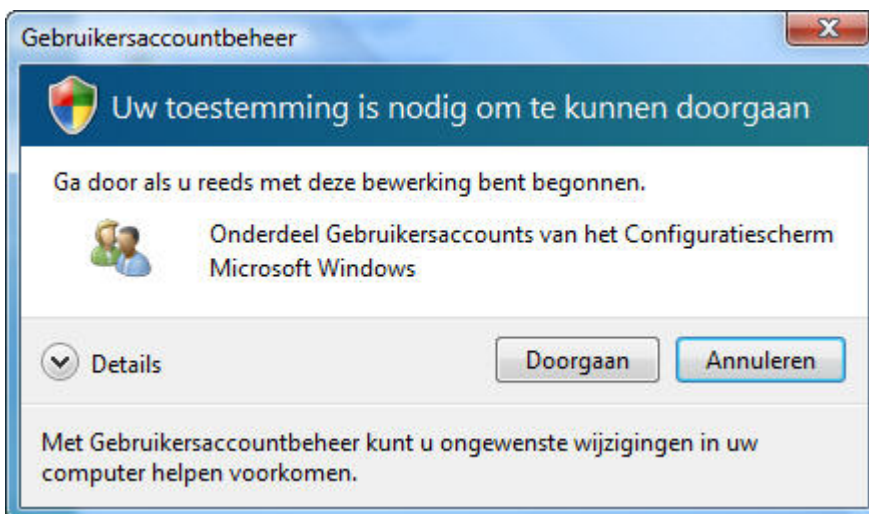 Gebruikersaccountbeheer
Uw toestemming is nodig om te kunnen doorgaan
Ga door als u reeds met deze bewerking bent begonnen.
Onderdeel Gebruikersaccounts van het Configuratiescherm
Microsoft Windows
Details
Doorgaan
Annuleren
Met Gebruikersaccountbeheer kunt u ongewenste wijzigingen in uw
computer helpen voorkomen.